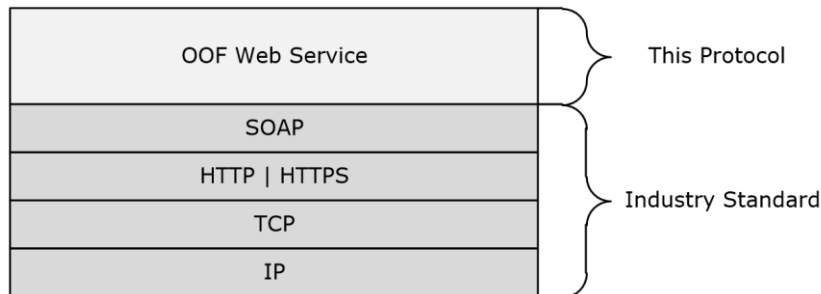 OOF Web Service
This Protocol
SOAP
HTTP | HTTPS
Industry Standard
TCP
IP